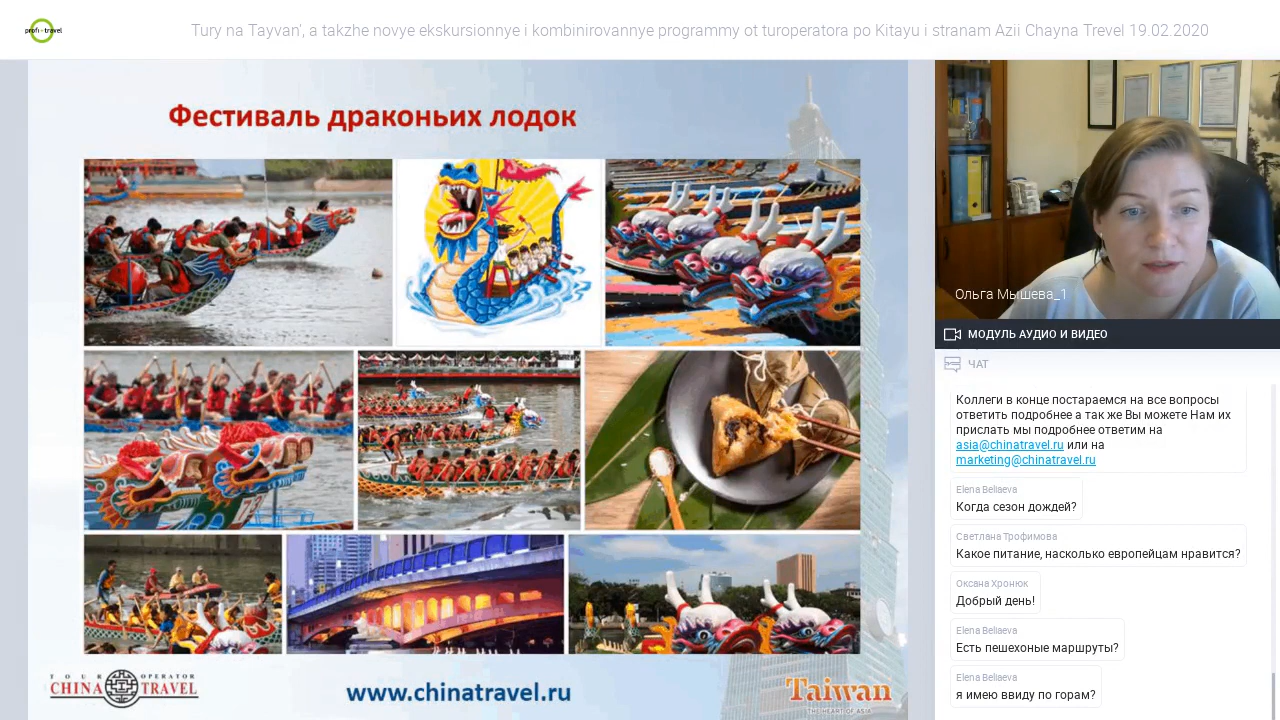 profi - travel
Tury na Tayvan', a takzhe novye ekskursionnye i kombinirovannye programmy ot turoperatora po Kitayu i stranam Azii Chayna Trevel 19.02.2020
Фестиваль драконьих лодок
TOUR OPERATOR
CHINA TRAVEL
www.chinatravel.ru
Taiwan
THE HEART OF ASIA
Ольга Мышева_1
МОДУЛЬ АУДИО И ВИДЕО
ЧАТ
Коллеги в конце постараемся на все вопросы
ответить подробнее а так же Вы можете Нам их
прислать мы подробнее ответим на
asia@chinatravel.ru или на
marketing@chinatravel.ru
Elena Beliaeva
Когда сезон дождей?
Светлана Трофимова
Какое питание, насколько европейцам нравится?
Оксана Хронюк
Добрый день!
Elena Beliaeva
Есть пешехоные маршруты?
Elena Beliaeva
я имею ввиду по горам?